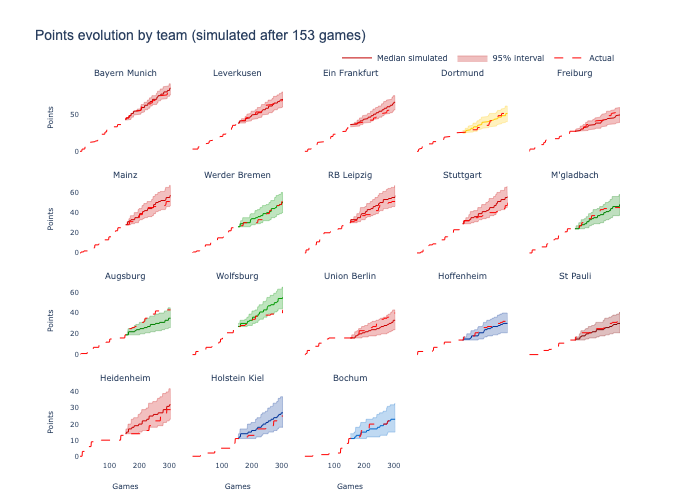 Points evolution by team (simulated after 153 games)
Median simulated 95% interval Actual
Bayern Munich Leverkusen Ein Frankfurt Dortmund Freiburg
50
0
Points
Mainz Werder Bremen RB Leipzig Stuttgart M'gladbach
60
40
20
0
Points
Augsburg Wolfsburg Union Berlin Hoffenheim St Pauli
60
40
20
0
Points
Heidenheim Holstein Kiel Bochum
40
30
20
10
0
Points
100 200 300 100 200 300 100 200 300
Games Games Games